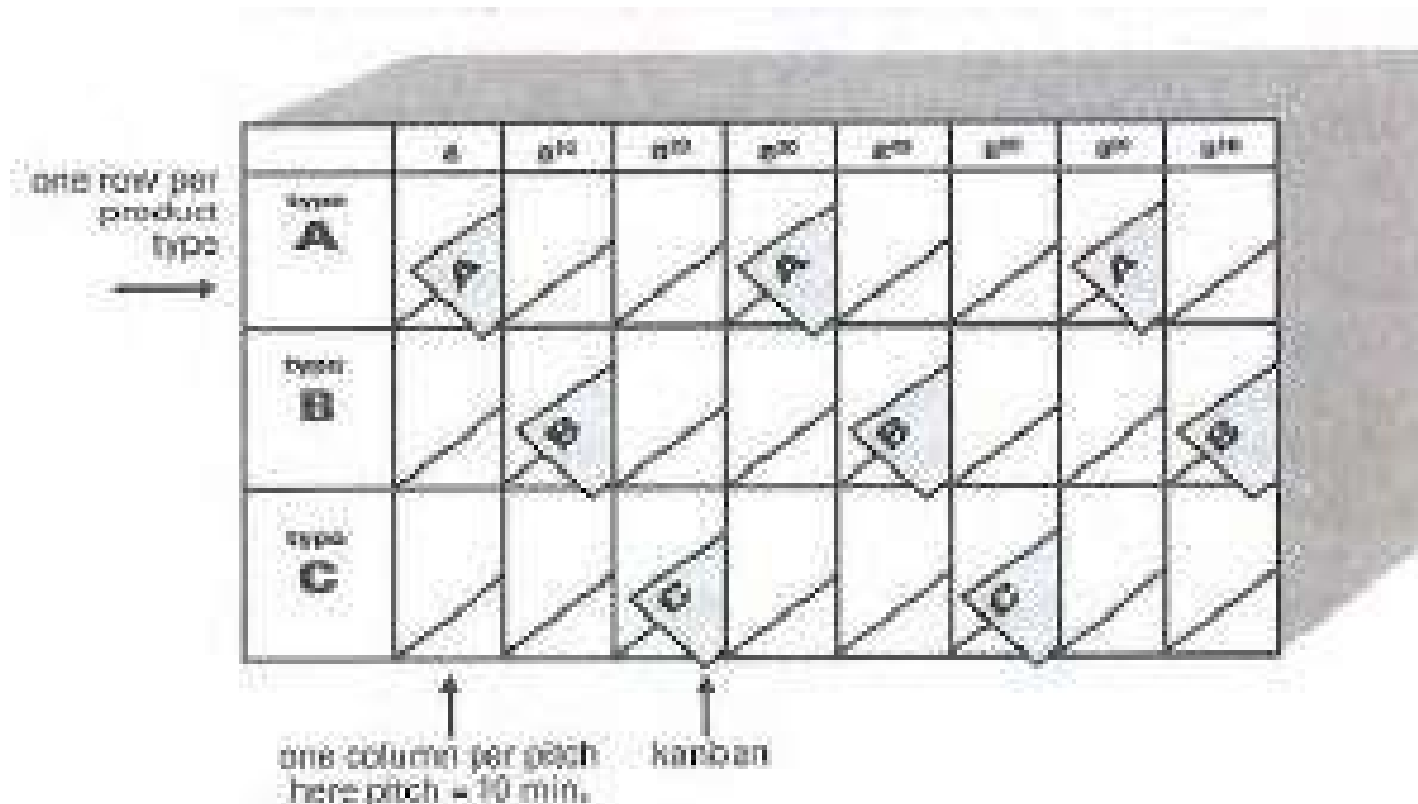 one row per
product
type
type
A
A
A
A
type
B
B
B
B
type
C
C
C
one column per pitch
here pitch = 10 min.
kanban